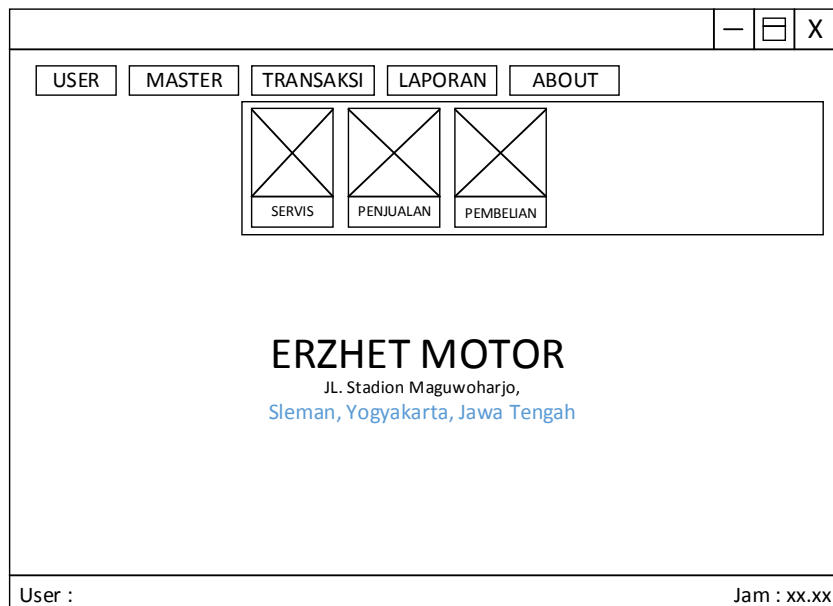 X
USER MASTER TRANSAKSI LAPORAN ABOUT
SERVIS PENJUALAN PEMBELIAN
ERZHET MOTOR
JL. Stadion Maguwoharjo,
Sleman, Yogyakarta, Jawa Tengah
User : Jam : xx.xx